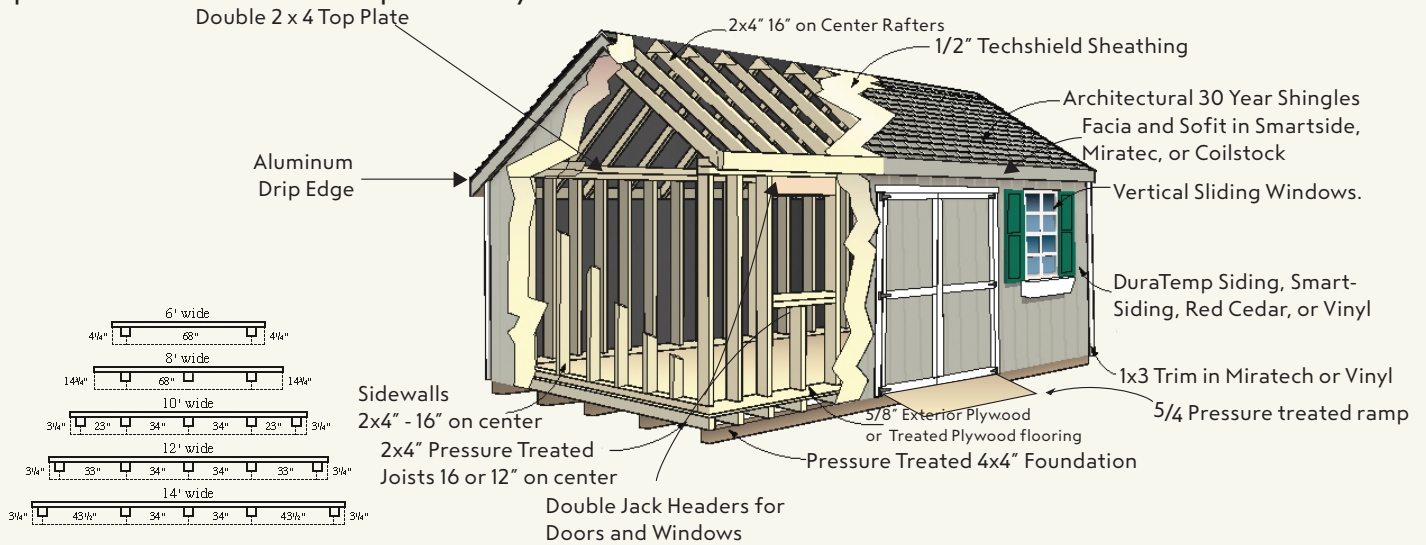 Double 2 x 4 Top Plate
2x4" 16" on Center Rafters
1/2" Techshield Sheathing
Architectural 30 Year Shingles
Facia and Sofit in Smartside,
Miratec, or Coilstock
Aluminum
Drip Edge
Vertical Sliding Windows.
DuraTemp Siding, Smart-
Siding, Red Cedar, or Vinyl
1x3 Trim in Miratech or Vinyl
5/4 Pressure treated ramp
5/8" Exterior Plywood
or Treated Plywood flooring
Pressure Treated 4x4" Foundation
Sidewalls
2x4" - 16" on center
2x4" Pressure Treated
Joists 16 or 12" on center
Double Jack Headers for
Doors and Windows
6' wide
4¼" 68" 4¼"
8' wide
14¾" 68" 14¾"
10' wide
3¼" 23" 34" 34" 23" 3¼"
12' wide
3¼" 33" 34" 34" 33" 3¼"
14' wide
3¼" 43½" 34" 34" 43½" 3¼"